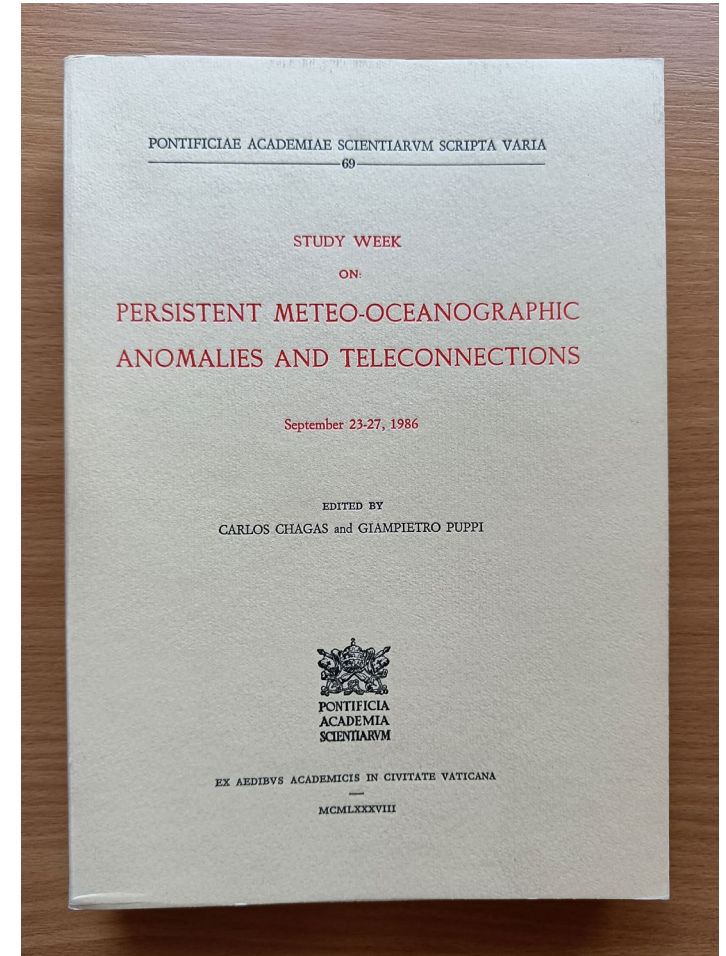 PONTIFICIAE ACADEMIAE SCIENTIARVM SCRIPTA VARIA
69
STUDY WEEK
ON:
PERSISTENT METEO-OCEANOGRAPHIC
ANOMALIES AND TELECONNECTIONS
September 23-27, 1986
EDITED BY
CARLOS CHAGAS and GIAMPIETRO PUPPI
PONTIFICIA
ACADEMIA
SCIENTIARVM
EX AEDIBVS ACADEMICIS IN CIVITATE VATICANA
MCMLXXXVIII